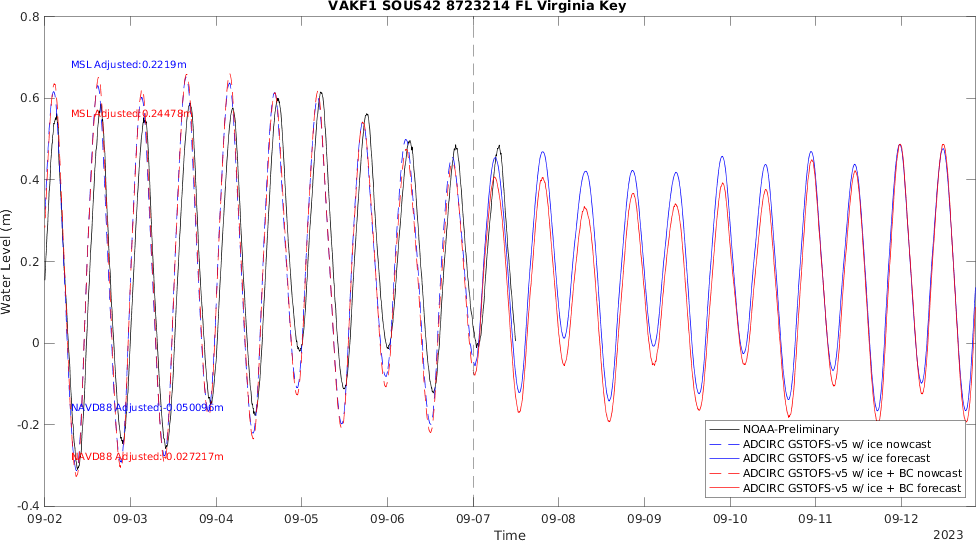 VAKF1 SOUS42 8723214 FL Virginia Key
0.8
0.6
0.4
0.2
0
-0.2
-0.4
Water Level (m)
MSL Adjusted:0.2219m
MSL Adjusted:0.24478m
NAVD88 Adjusted:-0.050096m
NAVD88 Adjusted:-0.027217m
NOAA-Preliminary
ADCIRC GSTOFS-v5 w/ ice nowcast
ADCIRC GSTOFS-v5 w/ ice forecast
ADCIRC GSTOFS-v5 w/ ice + BC nowcast
ADCIRC GSTOFS-v5 w/ ice + BC forecast
09-02 09-03 09-04 09-05 09-06 09-07 09-08 09-09 09-10 09-11 09-12
Time
2023